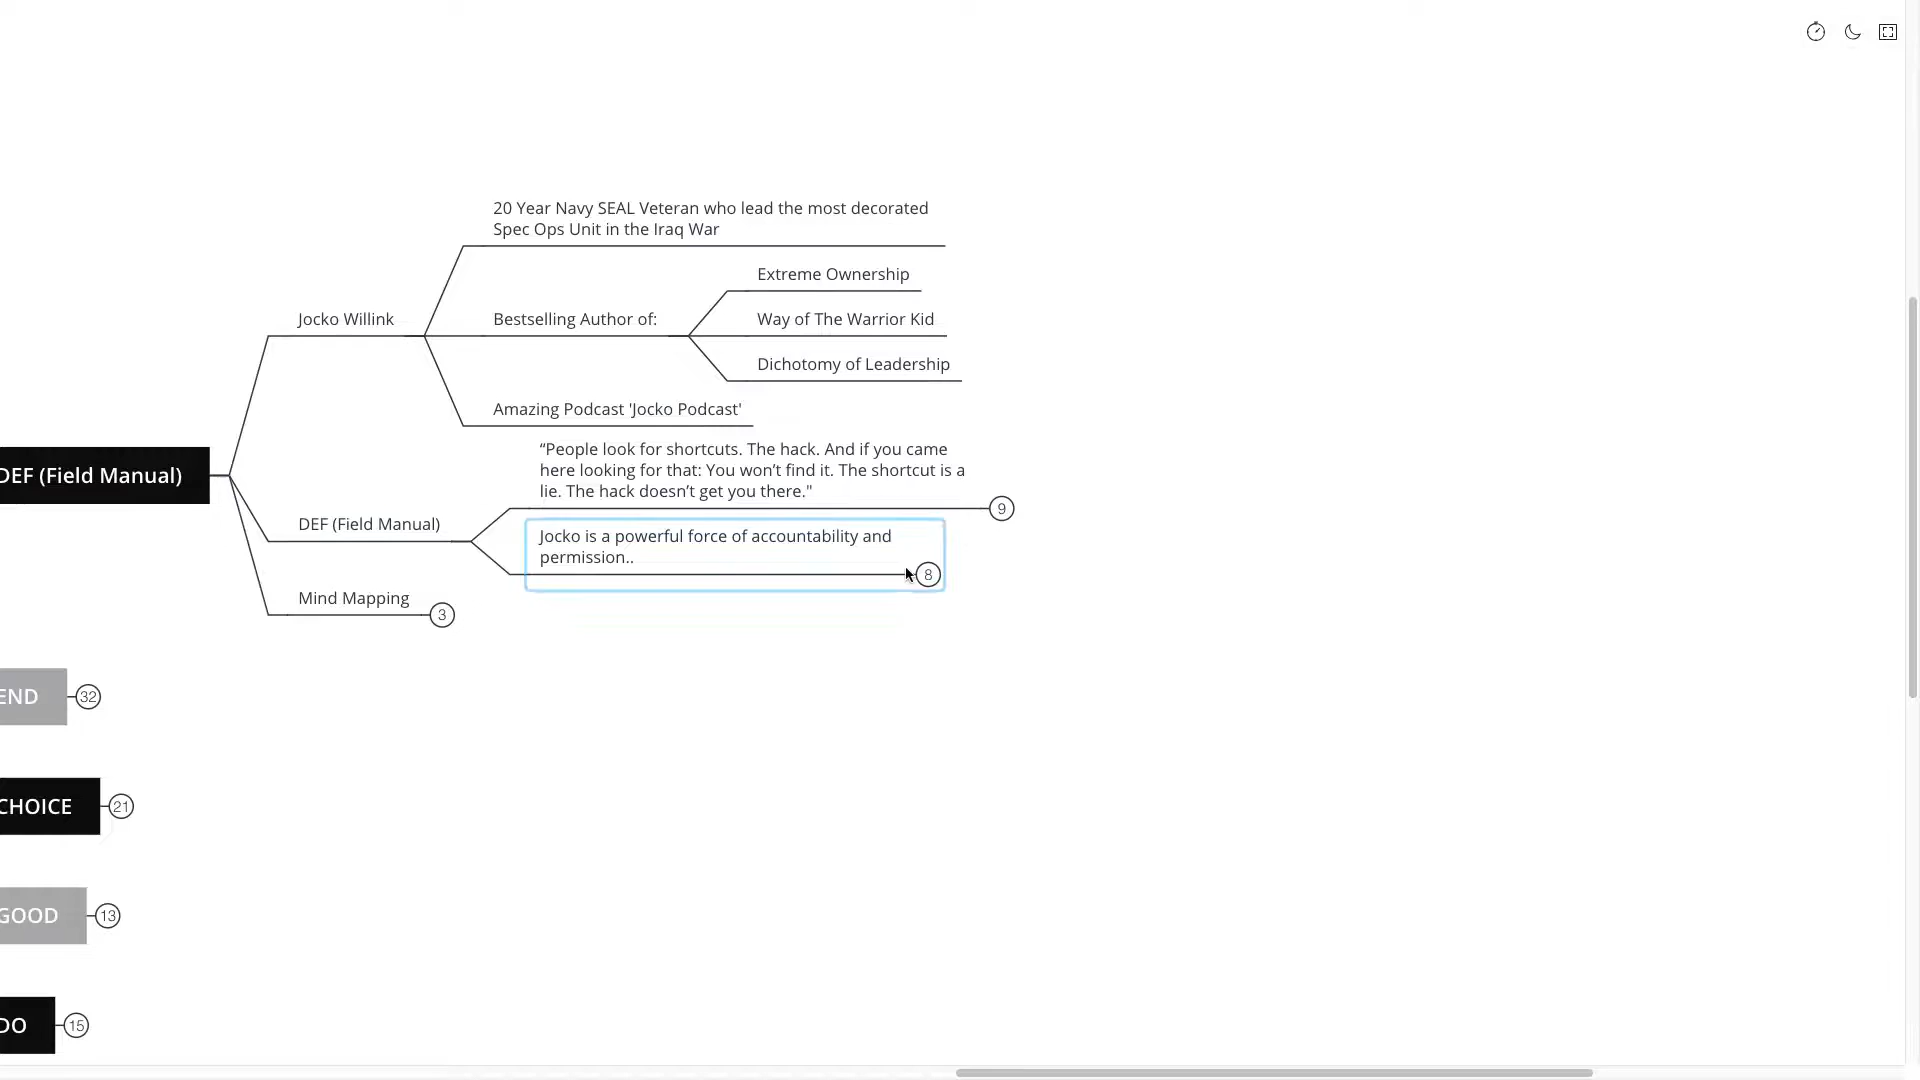 20 Year Navy SEAL Veteran who lead the most decorated
Spec Ops Unit in the Iraq War
Extreme Ownership
Jocko Willink
Bestselling Author of:
Way of The Warrior Kid
Dichotomy of Leadership
Amazing Podcast 'Jocko Podcast'
“People look for shortcuts. The hack. And if you came
here looking for that: You won’t find it. The shortcut is a
lie. The hack doesn’t get you there."
9
DEF (Field Manual)
DEF (Field Manual)
Jocko is a powerful force of accountability and
permission..
8
Mind Mapping
3
END
32
CHOICE
21
GOOD
13
DO
15